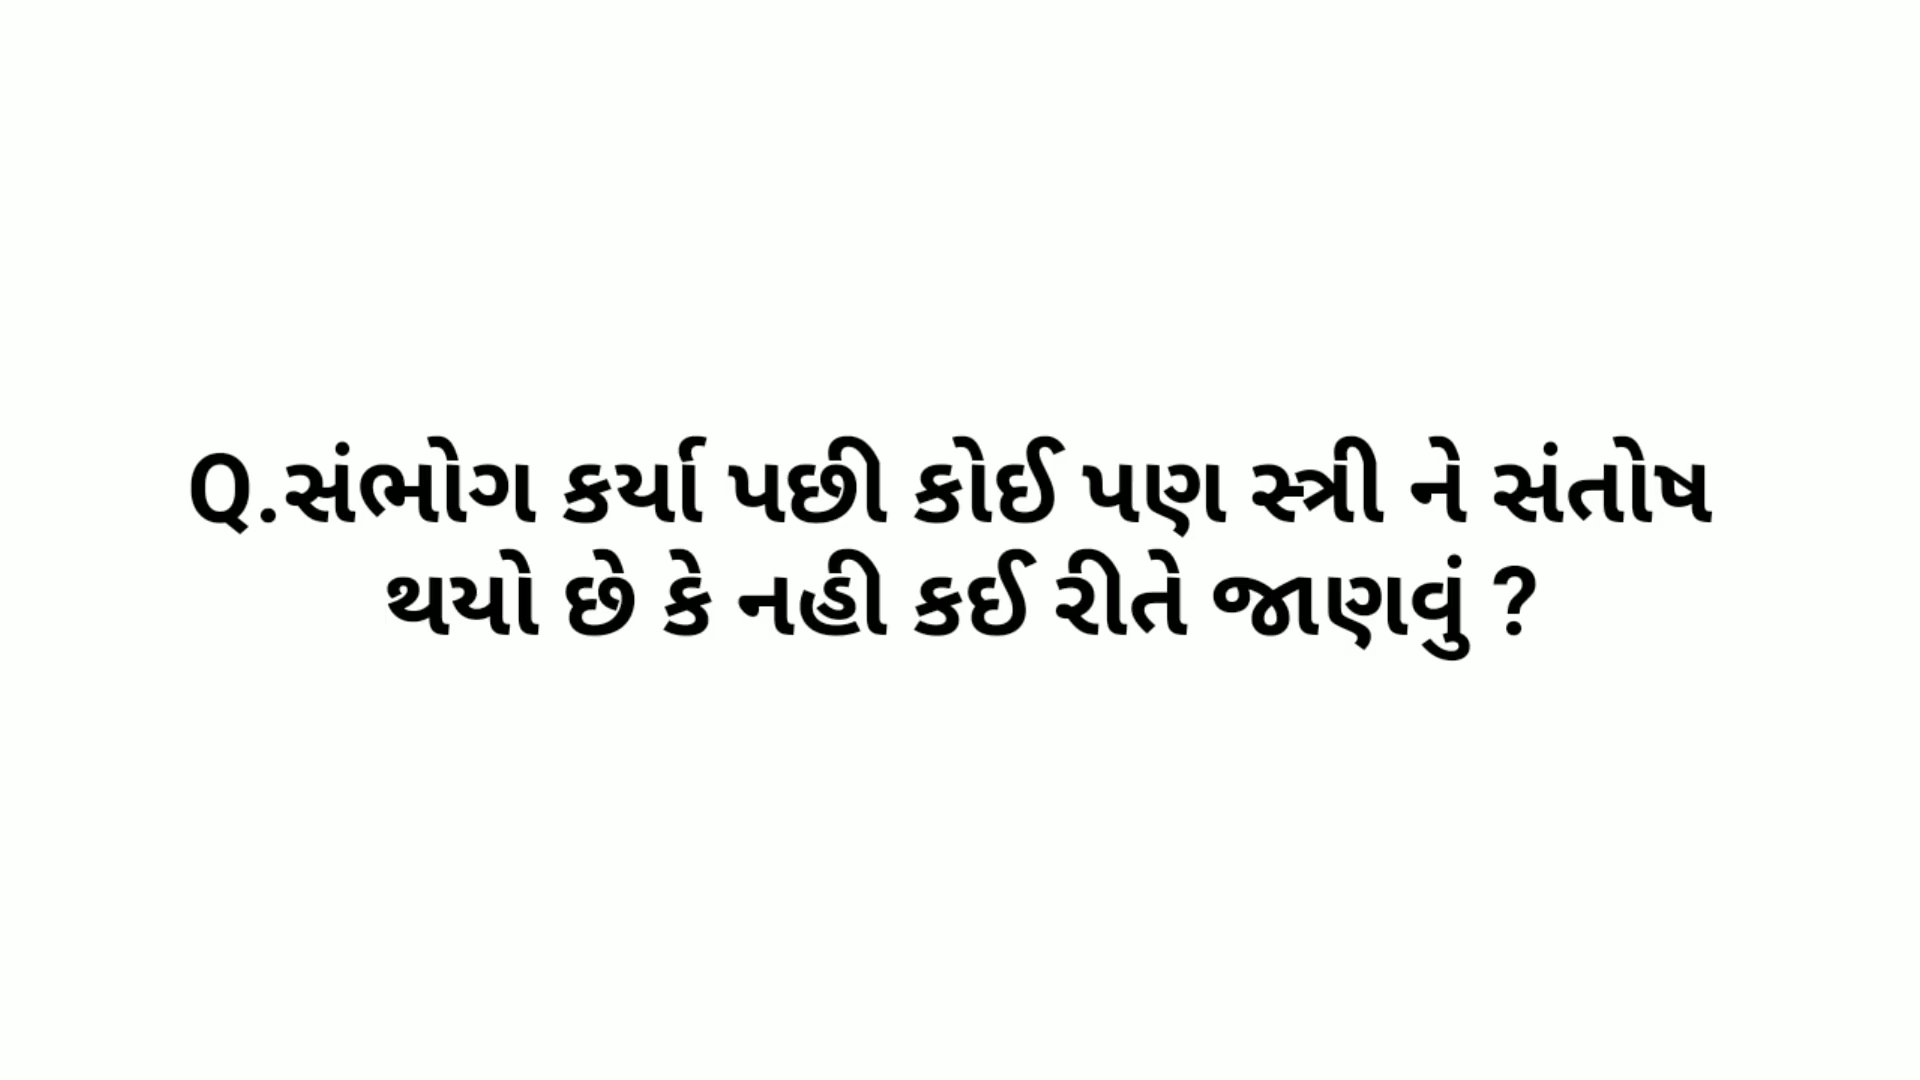 Q.સંભોગ કર્યા પછી કોઈ પણ સ્ત્રી ને સંતોષ
થયો છે કે નહી કઈ રીતે જાણવું ?